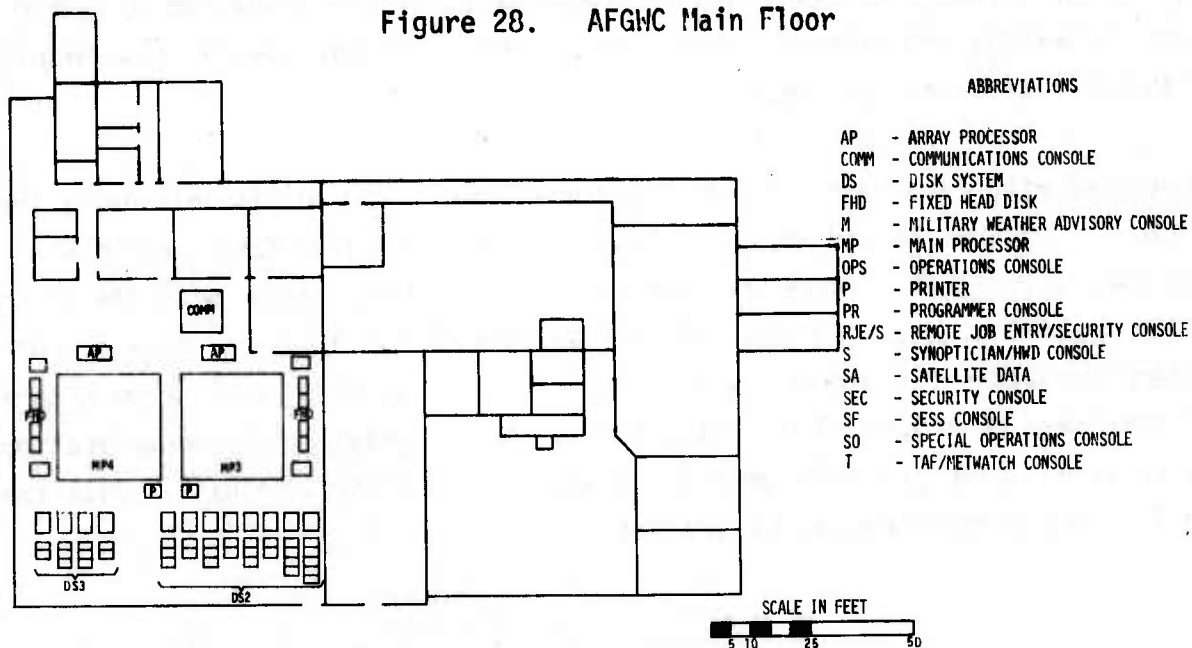 Figure 28. AFGWC Main Floor
ABBREVIATIONS
AP - ARRAY PROCESSOR
COMM - COMMUNICATIONS CONSOLE
DS - DISK SYSTEM
FHD - FIXED HEAD DISK
M - MILITARY WEATHER ADVISORY CONSOLE
MP - MAIN PROCESSOR
OPS - OPERATIONS CONSOLE
P - PRINTER
PR - PROGRAMMER CONSOLE
RJE/S - REMOTE JOB ENTRY/SECURITY CONSOLE
S - SYNOPTICIAN/HWD CONSOLE
SA - SATELLITE DATA
SEC - SECURITY CONSOLE
SF - SESS CONSOLE
SO - SPECIAL OPERATIONS CONSOLE
T - TAF/METWATCH CONSOLE
COMM
AP AP
FHD FHD
MP4 MP3
P P
DS3 DS2
SCALE IN FEET
5 10 25 50